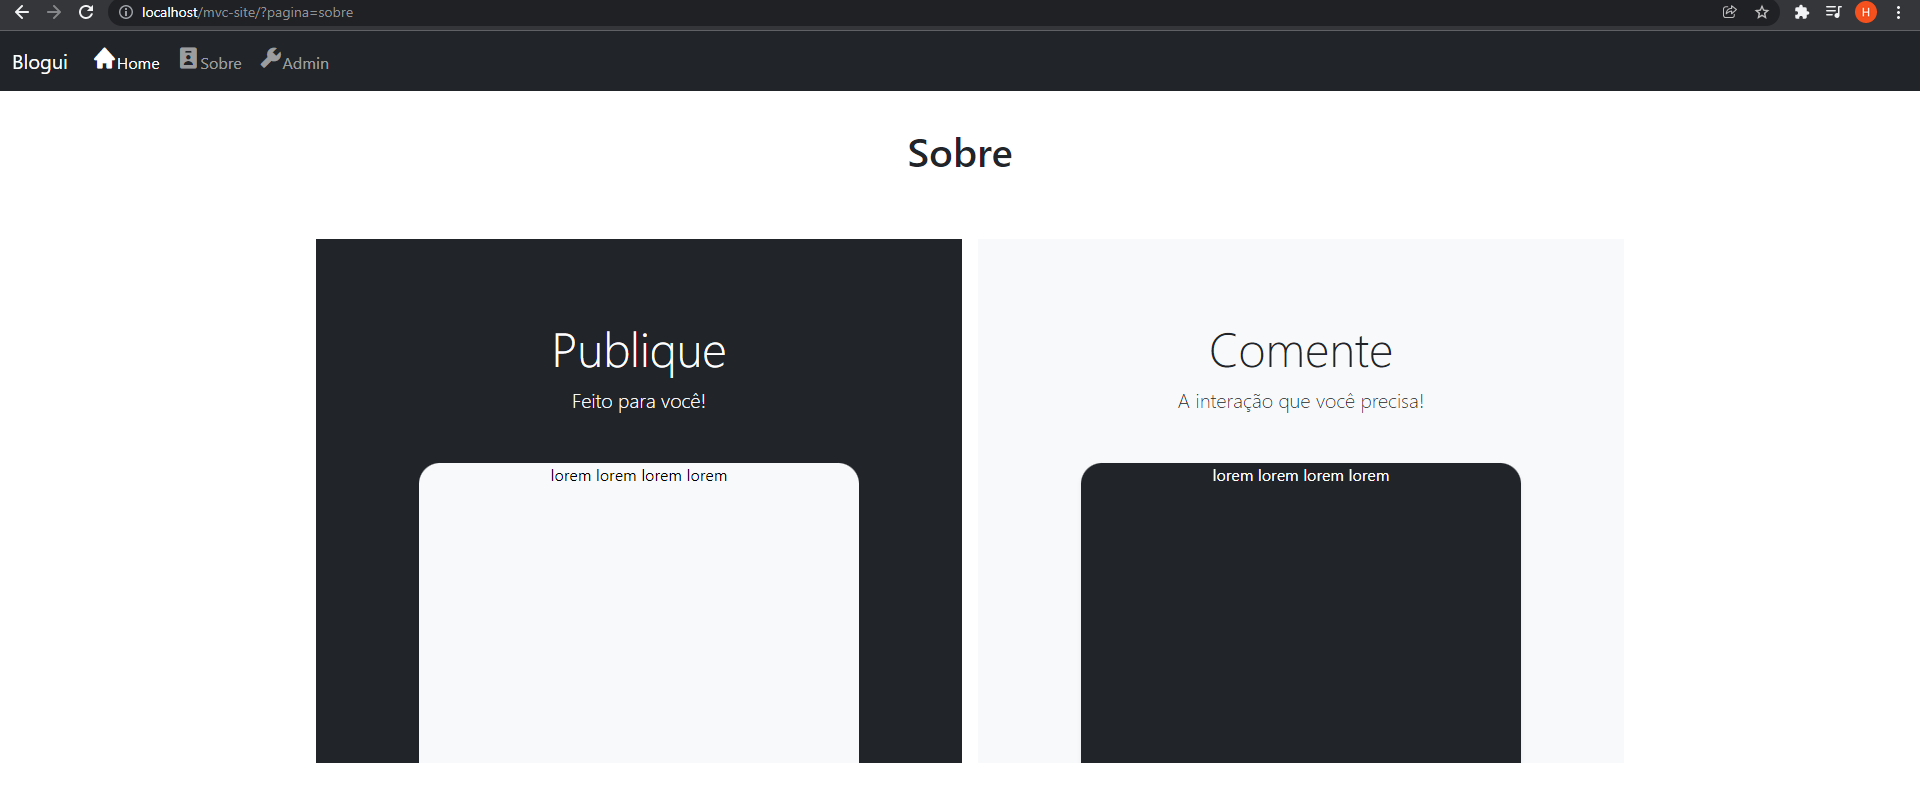 localhost/mvc-site/?pagina=sobre
H
Blogui Home Sobre Admin
Sobre
Publique
Feito para você!
lorem lorem lorem lorem
Comente
A interação que você precisa!
lorem lorem lorem lorem